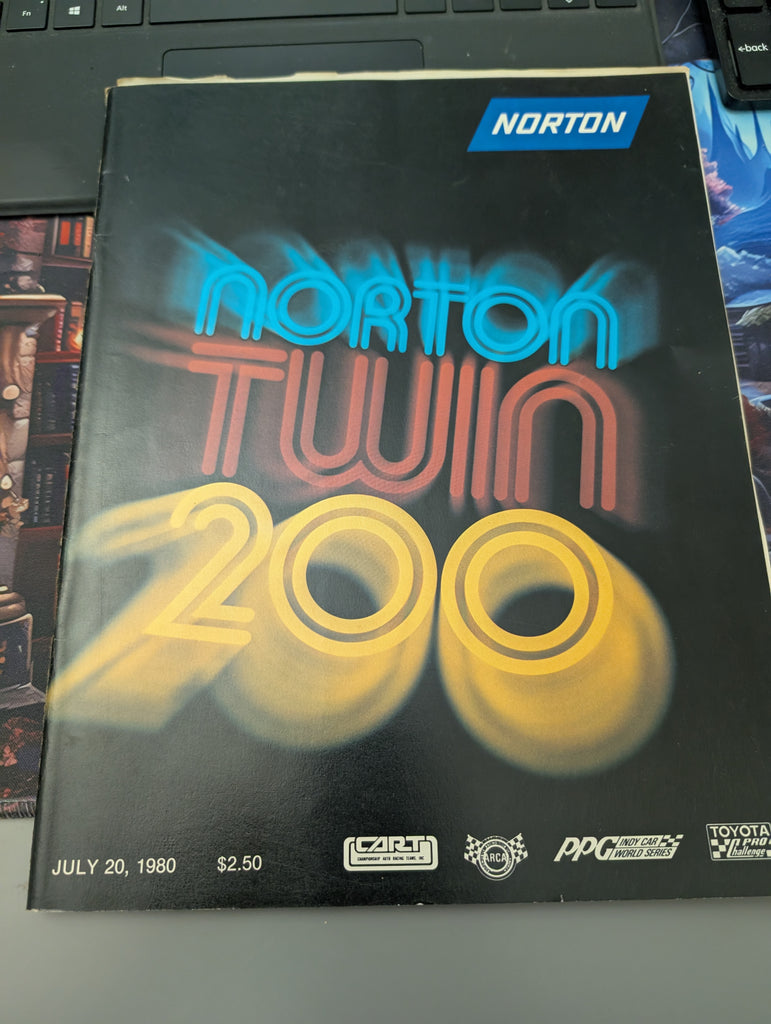 Fn
Alt
←back
NORTON
NORTON
TWIN
200
JULY 20, 1980 $2.50
CART
CHAMPIONSHIP AUTO RACING TEAMS, INC
ARCA
PPG INDY CAR
WORLD SERIES
TOYOTA
PRO
Challenge